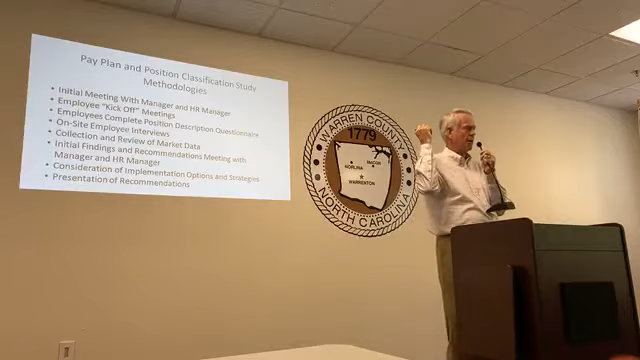 Pay Plan and Position Classification Study
Methodologies
• Initial Meeting With Manager and HR Manager
• Employee "Kick Off" Meetings
• Employees Complete Position Description Questionnaire
• On-Site Employee Interviews
• Collection and Review of Market Data
• Initial Findings and Recommendations Meeting with
Manager and HR Manager
• Consideration of Implementation Options and Strategies
• Presentation of Recommendations
WARREN COUNTY
1779
NORLINA
MACON
WARRENTON
NORTH CAROLINA